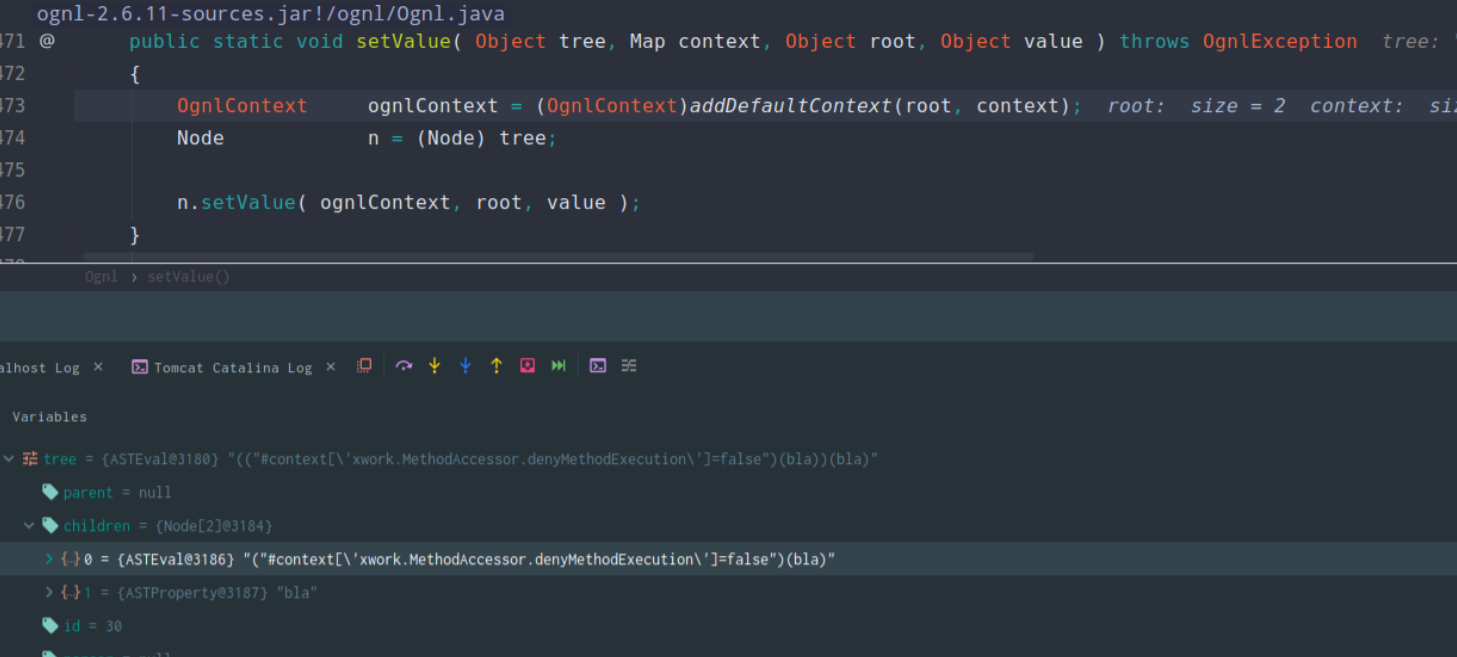 ognl-2.6.11-sources.jar!/ognl/Ognl.java
471 @ public static void setValue( Object tree, Map context, Object root, Object value ) throws OgnlException tree:
472 {
473 OgnlContext ognlContext = (OgnlContext)addDefaultContext(root, context); root: size = 2 context: siz
474 Node n = (Node) tree;
475
476 n.setValue( ognlContext, root, value );
477 }
Ognl › setValue()
alhost Log × Tomcat Catalina Log ×
Variables
tree = {ASTEval@3180} "(("#context[\'xwork.MethodAccessor.denyMethodExecution\']=false")(bla))(bla)"
parent = null
children = {Node[2]@3184}
0 = {ASTEval@3186} "("#context[\'xwork.MethodAccessor.denyMethodExecution\']=false")(bla)"
1 = {ASTProperty@3187} "bla"
id = 30